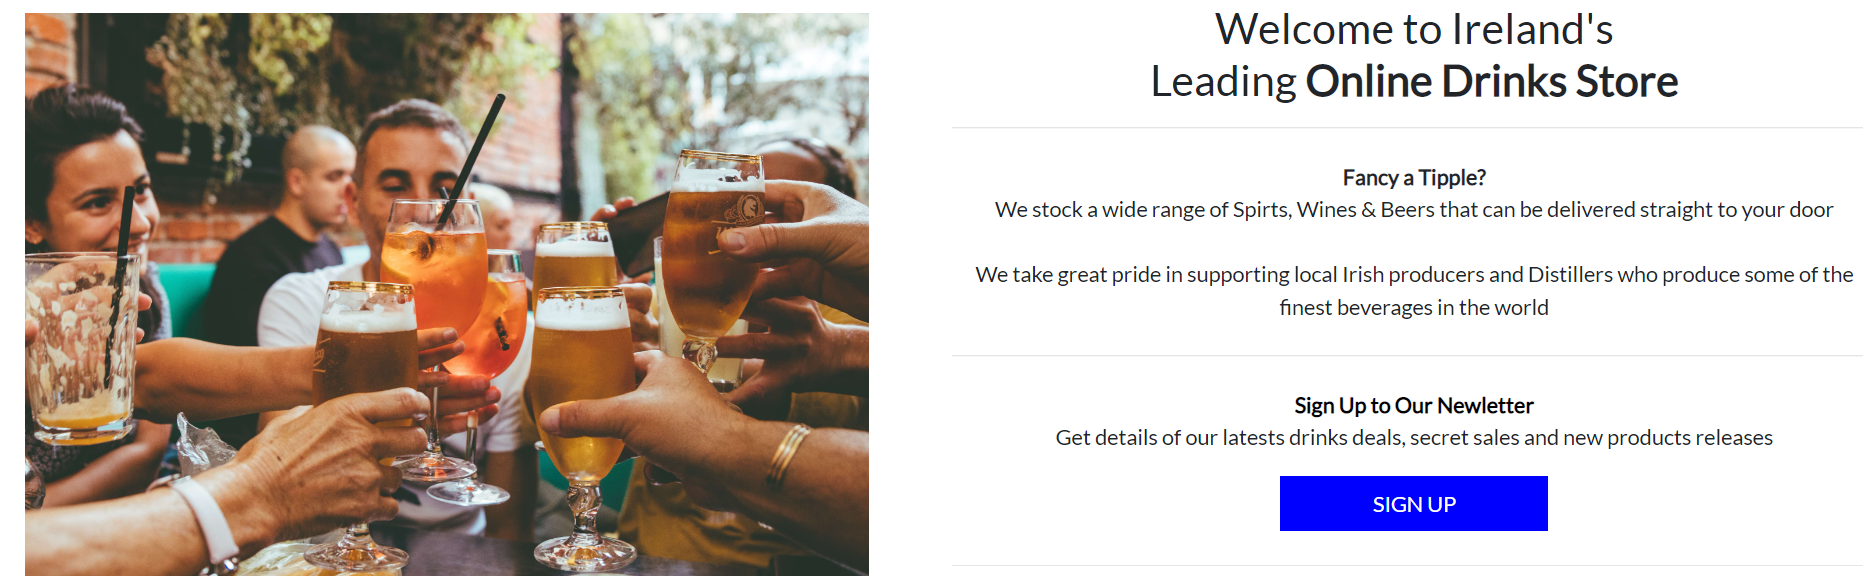 Welcome to Ireland's
Leading Online Drinks Store
Fancy a Tipple?
We stock a wide range of Spirts, Wines & Beers that can be delivered straight to your door
We take great pride in supporting local Irish producers and Distillers who produce some of the
finest beverages in the world
Sign Up to Our Newletter
Get details of our latests drinks deals, secret sales and new products releases
SIGN UP